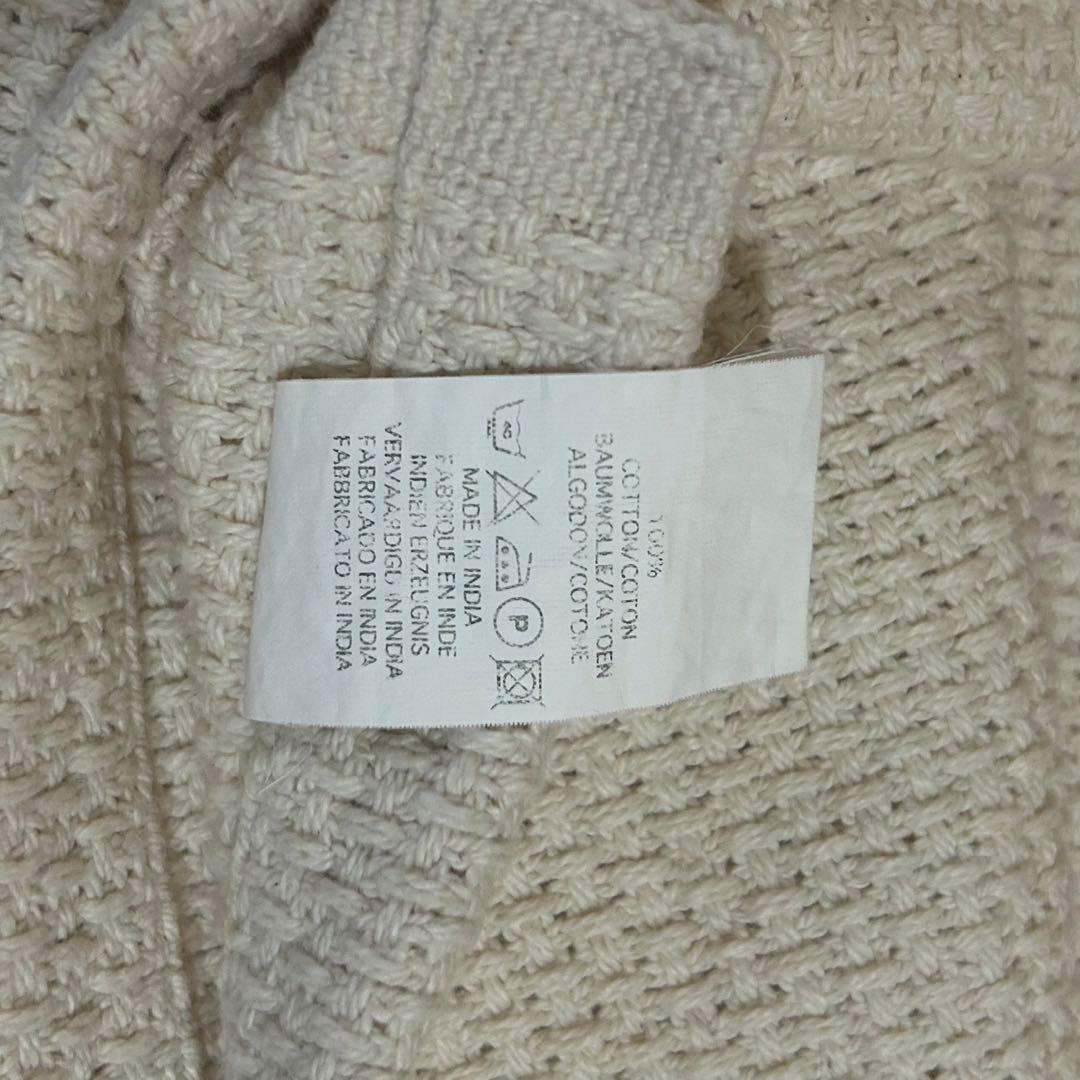 100%
COTTON/COTON
BAUMWOLLE/KATOEN
ALGODON/COTONE
40
P
MADE IN INDIA
FABRIQUE EN INDE
INDIEN ERZEUGNIS
VERVAARDIGD IN INDIA
FABRICADO EN INDIA
FABBRICATO IN INDIA